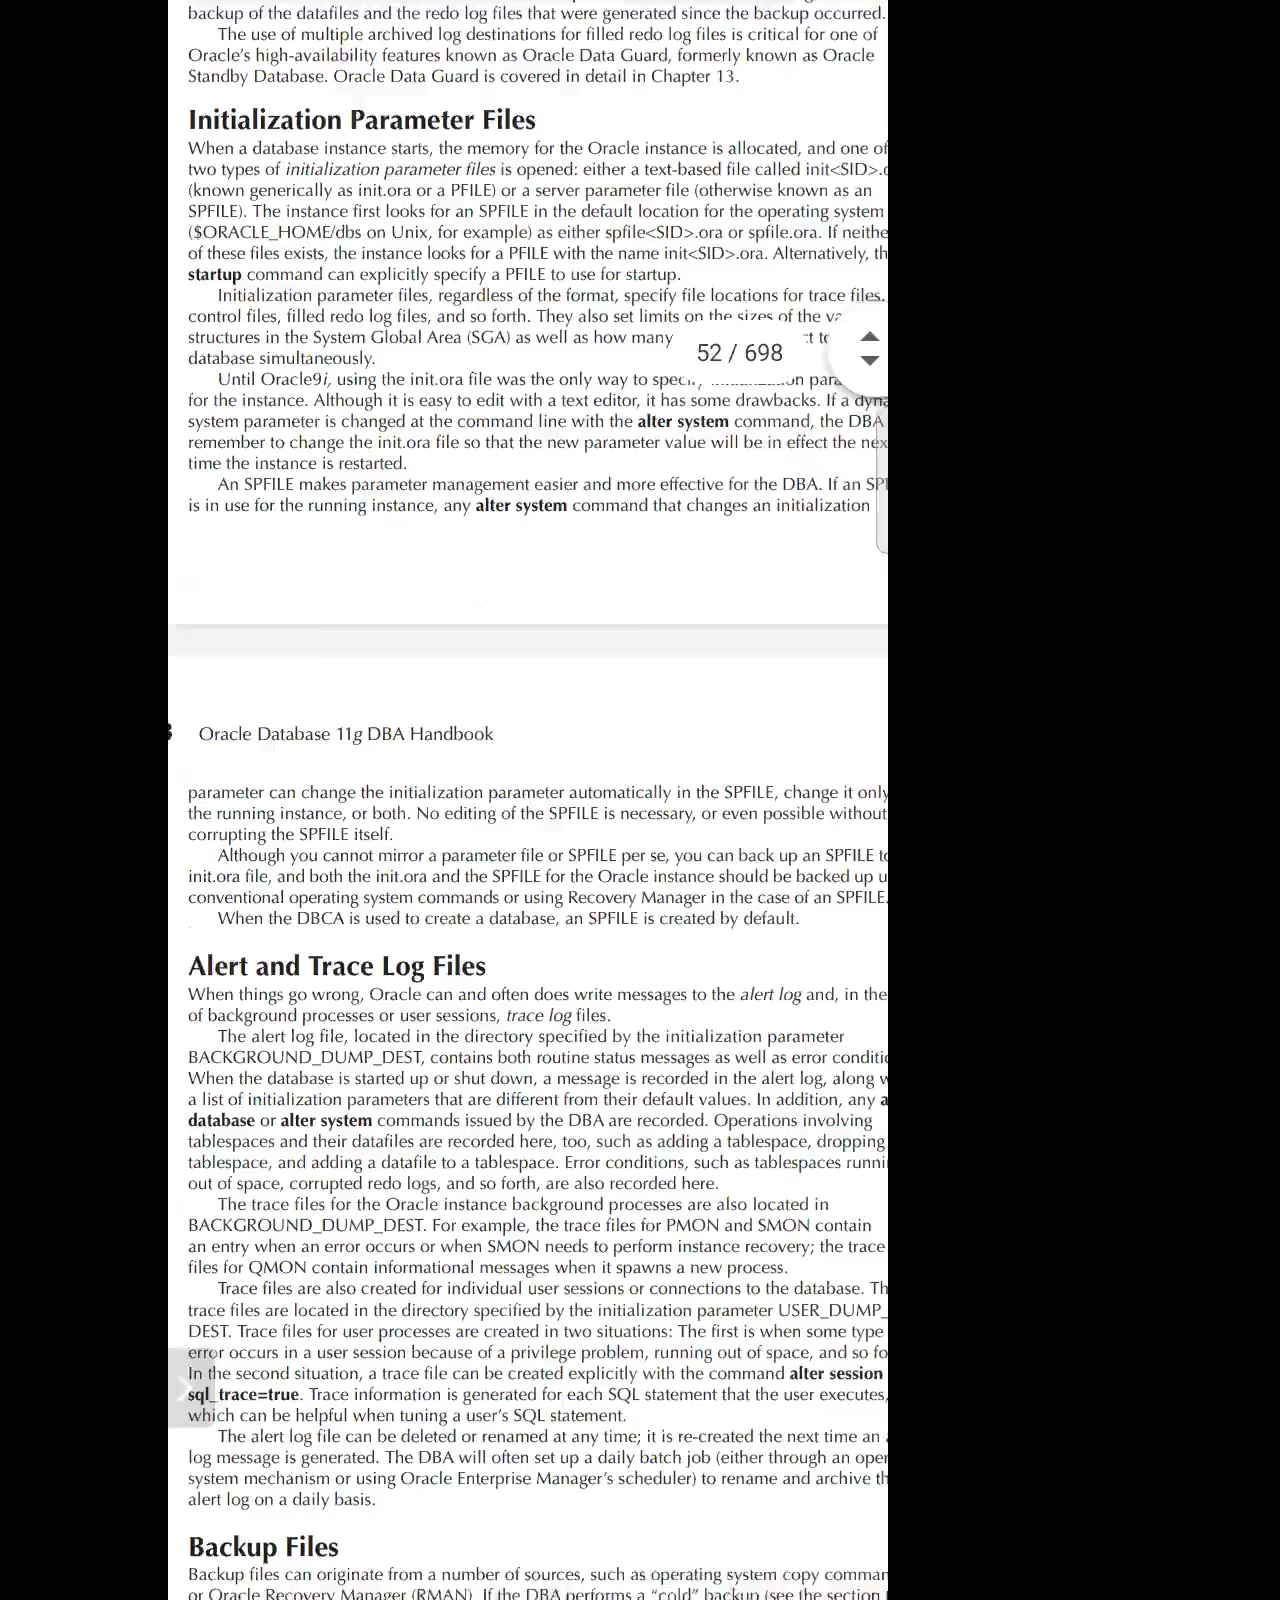 backup of the datafiles and the redo log files that were generated since the backup occurred.
The use of multiple archived log destinations for filled redo log files is critical for one of
Oracle's high-availability features known as Oracle Data Guard, formerly known as Oracle
Standby Database. Oracle Data Guard is covered in detail in Chapter 13.
Initialization Parameter Files
When a database instance starts, the memory for the Oracle instance is allocated, and one of
two types of initialization parameter files is opened: either a text-based file called init<SID>.
(known generically as init.ora or a PFILE) or a server parameter file (otherwise known as an
SPFILE). The instance first looks for an SPFILE in the default location for the operating system
($ORACLE_HOME/dbs on Unix, for example) as either spfile<SID>.ora or spfile.ora. If neithe
of these files exists, the instance looks for a PFILE with the name init<SID>.ora. Alternatively, th
startup command can explicitly specify a PFILE to use for startup.
Initialization parameter files, regardless of the format, specify file locations for trace files,
control files, filled redo log files, and so forth. They also set limits on the sizes of the va
structures in the System Global Area (SGA) as well as how many
52 / 698
database simultaneously.
Until Oracle9i, using the init.ora file was the only way to speci para
for the instance. Although it is easy to edit with a text editor, it has some drawbacks. If a dyna
system parameter is changed at the command line with the alter system command, the DBA
remember to change the init.ora file so that the new parameter value will be in effect the nex
time the instance is restarted.
An SPFILE makes parameter management easier and more effective for the DBA. If an SPF
is in use for the running instance, any alter system command that changes an initialization
Oracle Database 11g DBA Handbook
parameter can change the initialization parameter automatically in the SPFILE, change it only
the running instance, or both. No editing of the SPFILE is necessary, or even possible without
corrupting the SPFILE itself.
Although you cannot mirror a parameter file or SPFILE per se, you can back up an SPFILE to
init.ora file, and both the init.ora and the SPFILE for the Oracle instance should be backed up u
conventional operating system commands or using Recovery Manager in the case of an SPFILE.
When the DBCA is used to create a database, an SPFILE is created by default.
Alert and Trace Log Files
When things go wrong, Oracle can and often does write messages to the alert log and, in the
of background processes or user sessions, trace log files.
The alert log file, located in the directory specified by the initialization parameter
BACKGROUND_DUMP_DEST, contains both routine status messages as well as error conditio
When the database is started up or shut down, a message is recorded in the alert log, along w
a list of initialization parameters that are different from their default values. In addition, any a
database or alter system commands issued by the DBA are recorded. Operations involving
tablespaces and their datafiles are recorded here, too, such as adding a tablespace, dropping
tablespace, and adding a datafile to a tablespace. Error conditions, such as tablespaces runni
out of space, corrupted redo logs, and so forth, are also recorded here.
The trace files for the Oracle instance background processes are also located in
BACKGROUND_DUMP_DEST. For example, the trace files for PMON and SMON contain
an entry when an error occurs or when SMON needs to perform instance recovery; the trace
files for QMON contain informational messages when it spawns a new process.
Trace files are also created for individual user sessions or connections to the database. Th
trace files are located in the directory specified by the initialization parameter USER_DUMP_
DEST. Trace files for user processes are created in two situations: The first is when some type
error occurs in a user session because of a privilege problem, running out of space, and so fo
In the second situation, a trace file can be created explicitly with the command alter session
sql_trace=true. Trace information is generated for each SQL statement that the user executes,
which can be helpful when tuning a user's SQL statement.
The alert log file can be deleted or renamed at any time; it is re-created the next time an
log message is generated. The DBA will often set up a daily batch job (either through an oper
system mechanism or using Oracle Enterprise Manager's scheduler) to rename and archive th
alert log on a daily basis.
Backup Files
Backup files can originate from a number of sources, such as operating system copy comman
or Oracle Recovery Manager (RMAN). If the DBA performs a "cold" backup (see the section